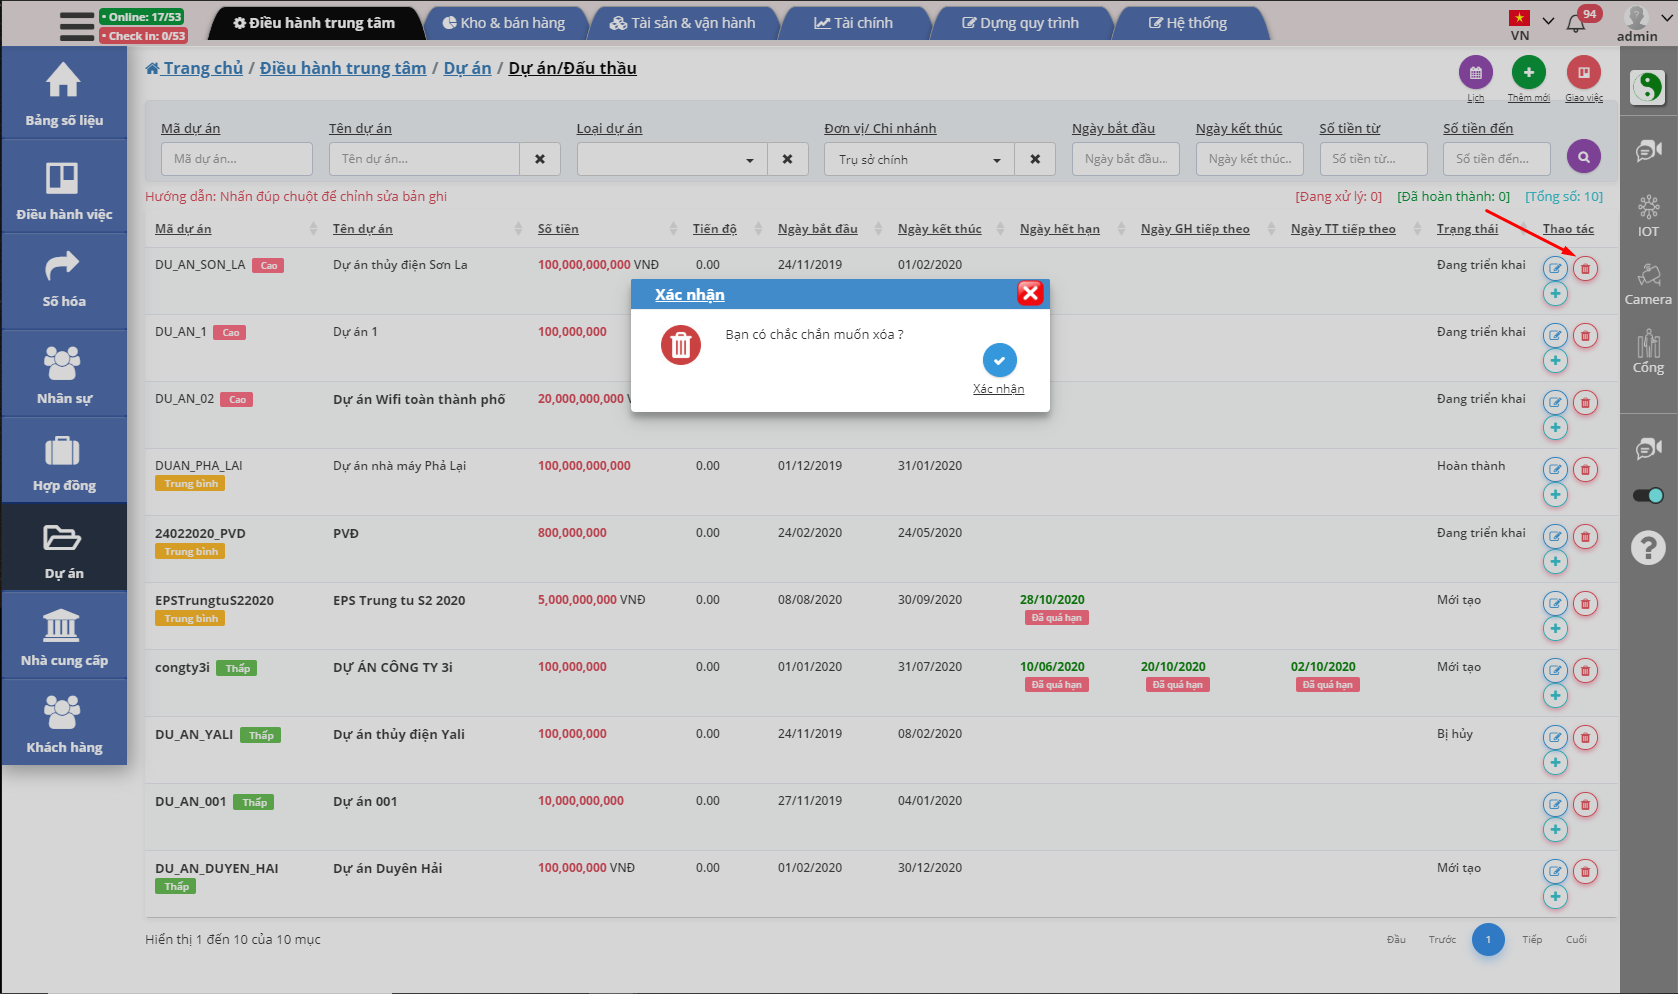 • Online: 17/53
• Check in: 0/53
Điều hành trung tâm
Kho & bán hàng
Tài sản & vận hành
Tài chính
Dựng quy trình
Hệ thống
VN
94
admin
Bảng số liệu
Điều hành việc
Số hóa
Nhân sự
Hợp đồng
Dự án
Nhà cung cấp
Khách hàng
Trang chủ / Điều hành trung tâm / Dự án / Dự án/Đấu thầu
Lịch
Thêm mới
Giao việc
Mã dự án
Tên dự án
Loại dự án
Đơn vị/ Chi nhánh
Ngày bắt đầu
Ngày kết thúc
Số tiền từ
Số tiền đến
Mã dự án...
Tên dự án...
Trụ sở chính
Ngày bắt đầu...
Ngày kết thúc..
Số tiền từ...
Số tiền đến...
Hướng dẫn: Nhấn đúp chuột để chỉnh sửa bản ghi
[Đang xử lý: 0] [Đã hoàn thành: 0] [Tổng số: 10]
Mã dự án Tên dự án Số tiền Tiến độ Ngày bắt đầu Ngày kết thúc Ngày hết hạn Ngày GH tiếp theo Ngày TT tiếp theo Trạng thái Thao tác
DU_AN_SON_LA Cao Dự án thủy điện Sơn La 100,000,000,000 VNĐ 0.00 24/11/2019 01/02/2020 Đang triển khai
DU_AN_1 Cao Dự án 1 100,000,000 Đang triển khai
DU_AN_02 Cao Dự án Wifi toàn thành phố 20,000,000,000 Đang triển khai
DUAN_PHA_LAI Dự án nhà máy Phả Lại 100,000,000,000 0.00 01/12/2019 31/01/2020 Hoàn thành
Trung bình
24022020_PVD PVĐ 800,000,000 0.00 24/02/2020 24/05/2020 Đang triển khai
Trung bình
EPSTrungtuS22020 EPS Trung tu S2 2020 5,000,000,000 VNĐ 0.00 08/08/2020 30/09/2020 28/10/2020 Mới tạo
Trung bình Đã quá hạn
congty3i Thấp DỰ ÁN CÔNG TY 3i 100,000,000 0.00 01/01/2020 31/07/2020 10/06/2020 20/10/2020 02/10/2020 Mới tạo
Đã quá hạn Đã quá hạn Đã quá hạn
DU_AN_YALI Thấp Dự án thủy điện Yali 100,000,000 0.00 24/11/2019 08/02/2020 Bị hủy
DU_AN_001 Thấp Dự án 001 10,000,000,000 0.00 27/11/2019 04/01/2020
DU_AN_DUYEN_HAI Dự án Duyên Hải 100,000,000 VNĐ 0.00 01/02/2020 30/12/2020 Mới tạo
Thấp
Xác nhận
Bạn có chắc chắn muốn xóa ?
Xác nhận
Hiển thị 1 đến 10 của 10 mục
Đầu Trước 1 Tiếp Cuối
IOT
Camera
Cổng